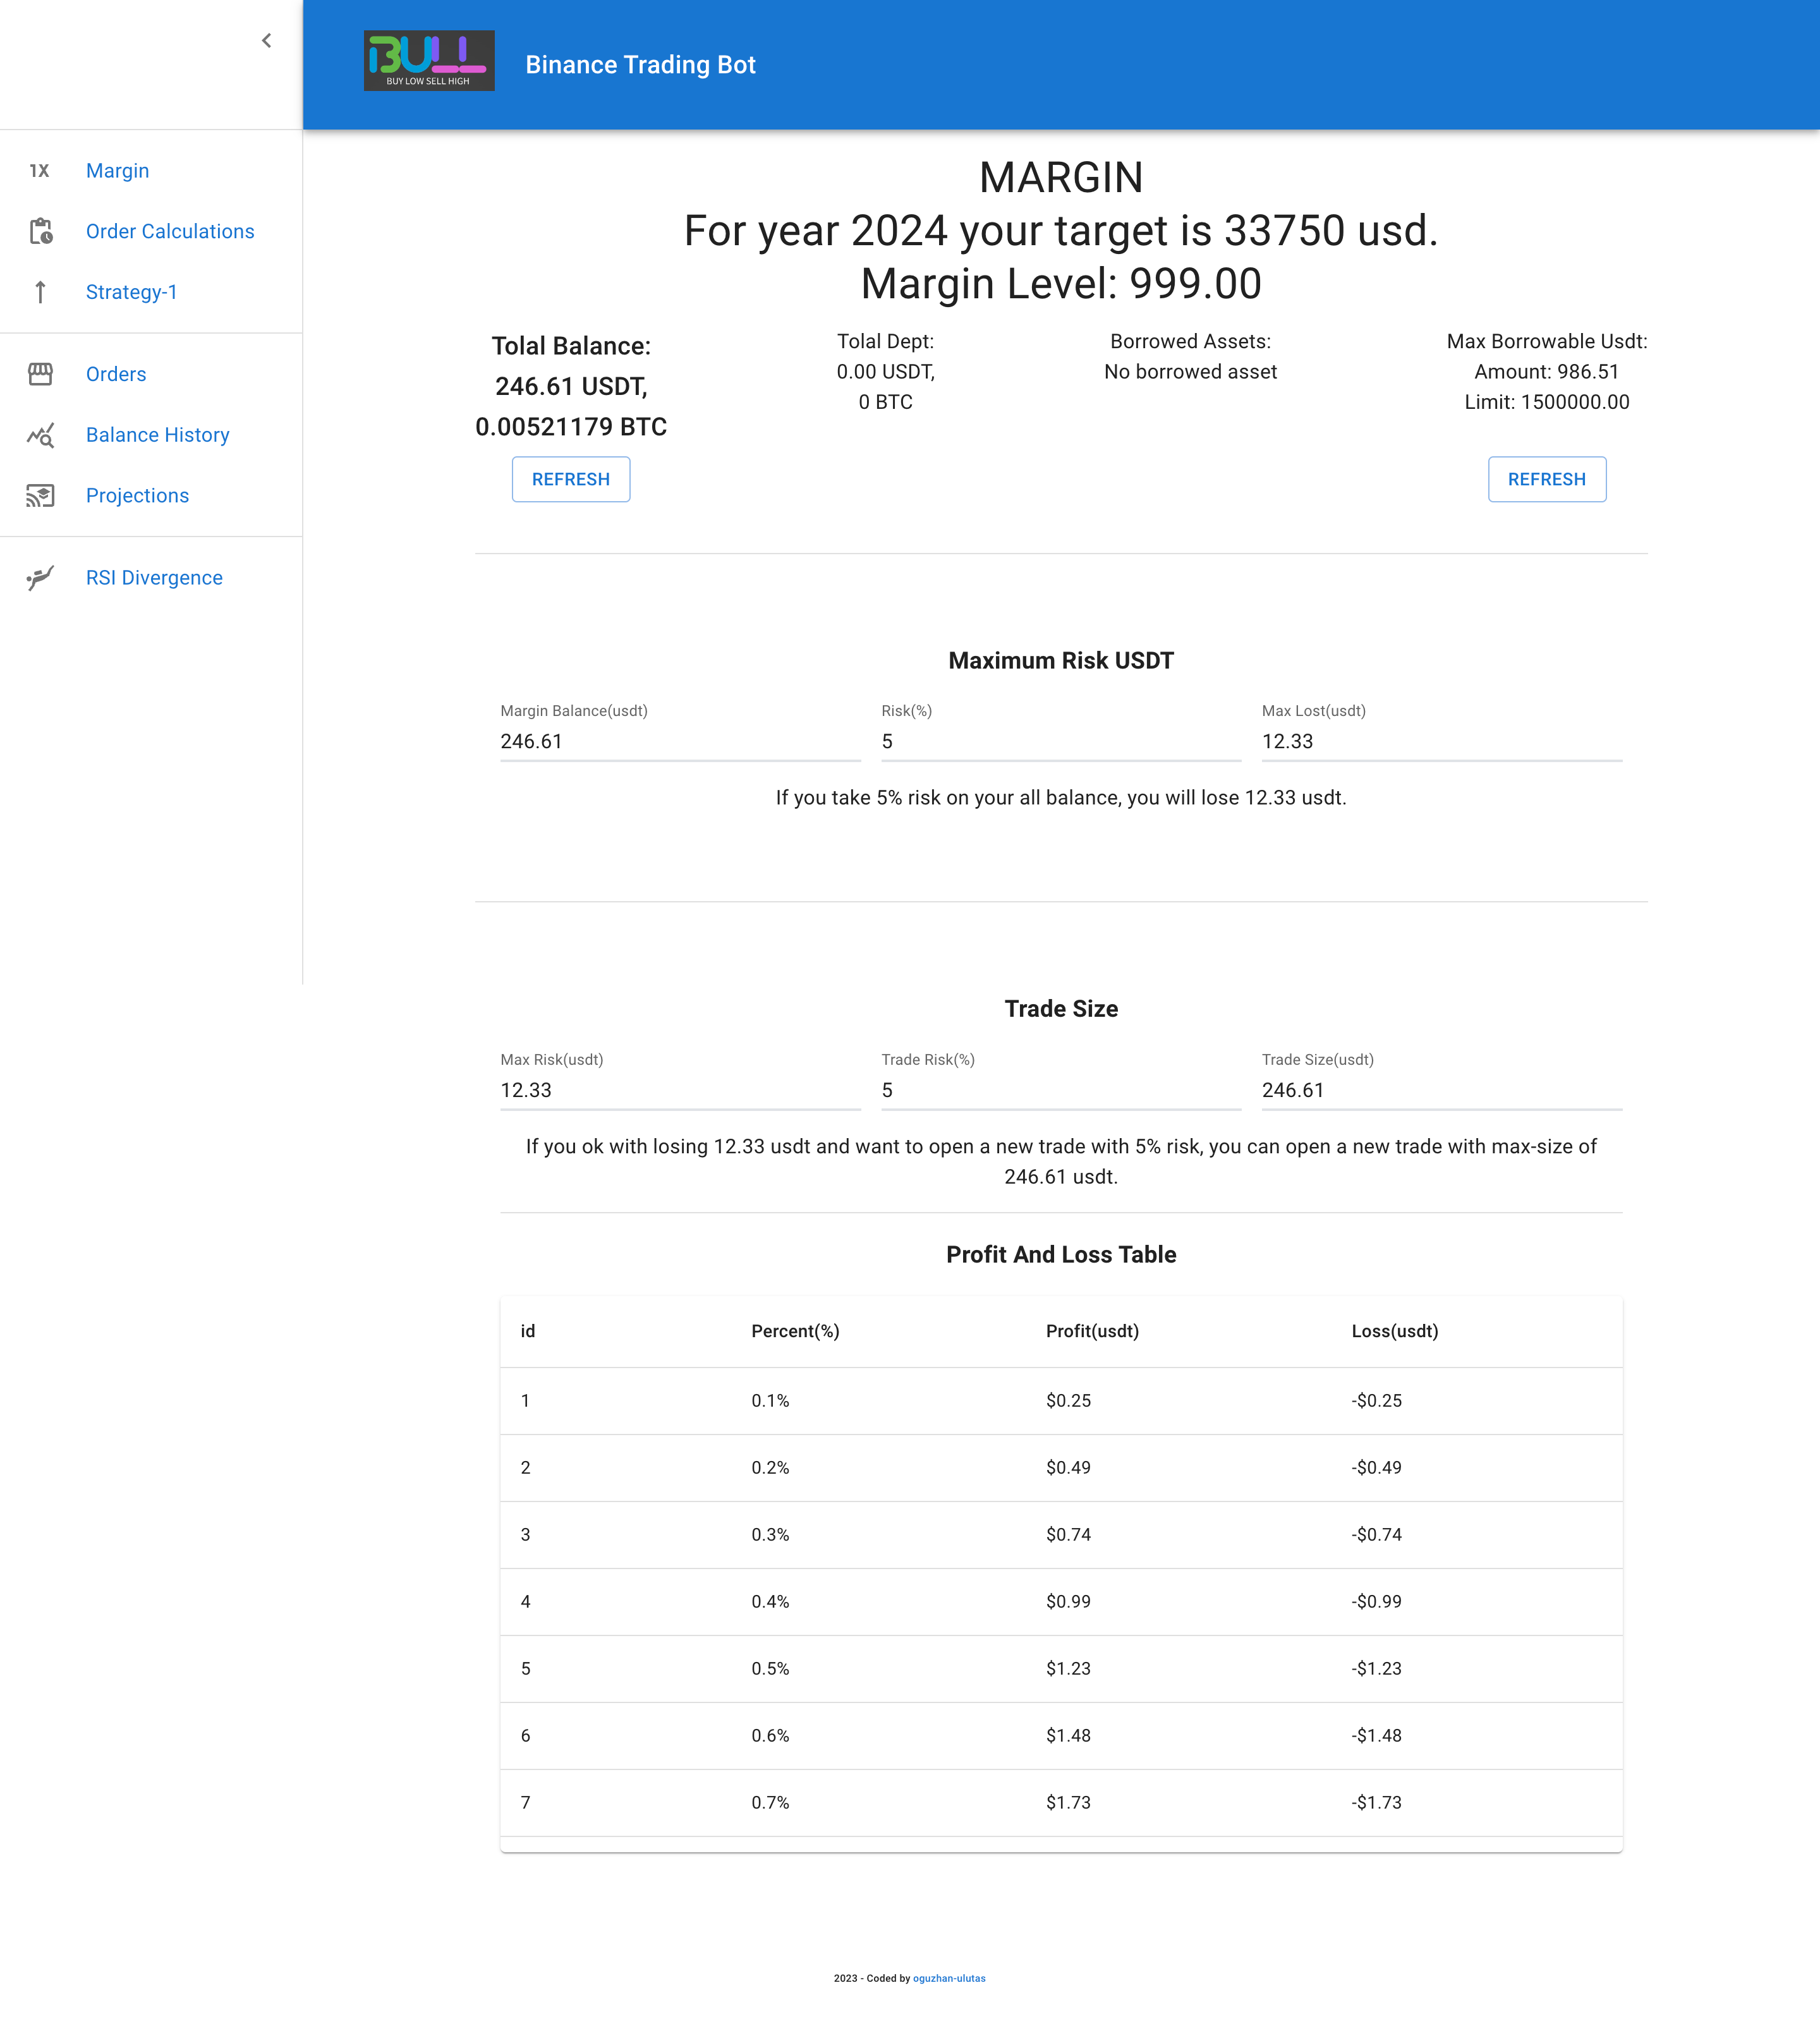 BULL
BUY LOW SELL HIGH
Binance Trading Bot
1X Margin
Order Calculations
Strategy-1
Orders
Balance History
Projections
RSI Divergence
MARGIN
For year 2024 your target is 33750 usd.
Margin Level: 999.00
Tolal Balance:
246.61 USDT,
0.00521179 BTC
REFRESH
Tolal Dept:
0.00 USDT,
0 BTC
Borrowed Assets:
No borrowed asset
Max Borrowable Usdt:
Amount: 986.51
Limit: 1500000.00
REFRESH
Maximum Risk USDT
Margin Balance(usdt) Risk(%) Max Lost(usdt)
246.61 5 12.33
If you take 5% risk on your all balance, you will lose 12.33 usdt.
Trade Size
Max Risk(usdt) Trade Risk(%) Trade Size(usdt)
12.33 5 246.61
If you ok with losing 12.33 usdt and want to open a new trade with 5% risk, you can open a new trade with max-size of
246.61 usdt.
Profit And Loss Table
id Percent(%) Profit(usdt) Loss(usdt)
1 0.1% $0.25 -$0.25
2 0.2% $0.49 -$0.49
3 0.3% $0.74 -$0.74
4 0.4% $0.99 -$0.99
5 0.5% $1.23 -$1.23
6 0.6% $1.48 -$1.48
7 0.7% $1.73 -$1.73
2023 - Coded by oguzhan-ulutas